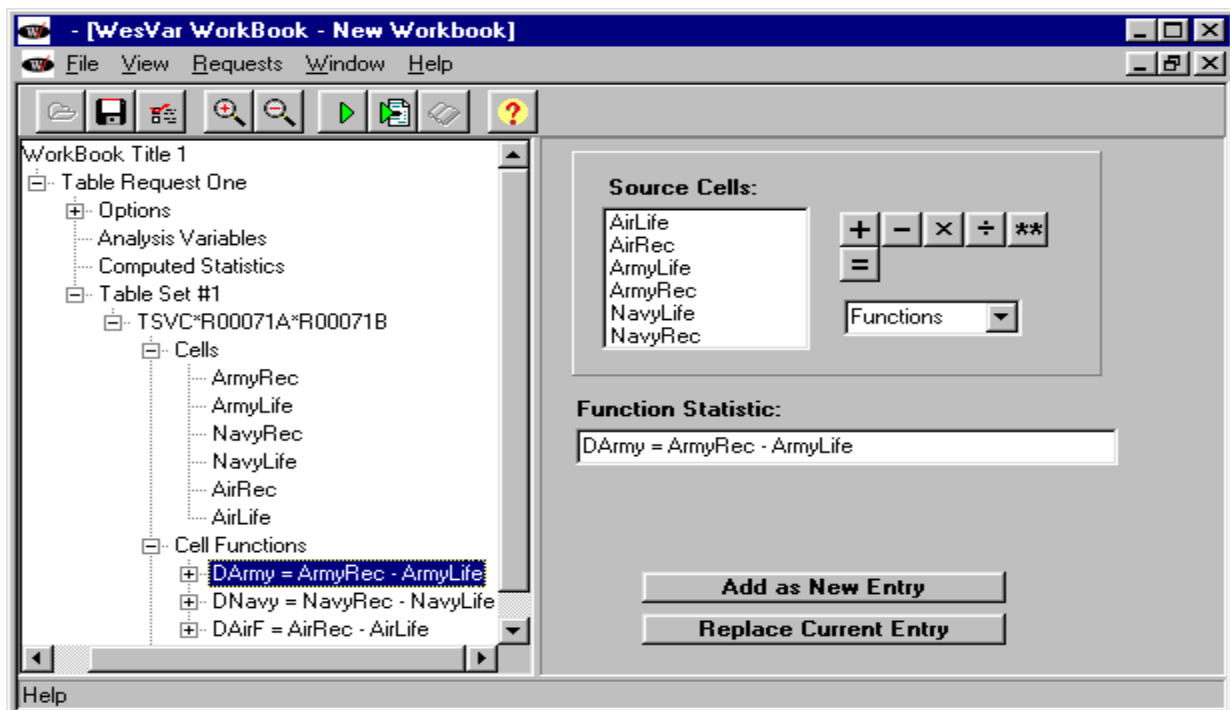 - [WesVar WorkBook - New Workbook]
File View Requests Window Help
WorkBook Title 1
Table Request One
Options
Analysis Variables
Computed Statistics
Table Set #1
TSVC*R00071A*R00071B
Cells
ArmyRec
ArmyLife
NavyRec
NavyLife
AirRec
AirLife
Cell Functions
DArmy = ArmyRec - ArmyLife
DNavy = NavyRec - NavyLife
DAirF = AirRec - AirLife
Source Cells:
AirLife
AirRec
ArmyLife
ArmyRec
NavyLife
NavyRec
+ - × ÷ **
=
Functions
Function Statistic:
DArmy = ArmyRec - ArmyLife
Add as New Entry
Replace Current Entry
Help